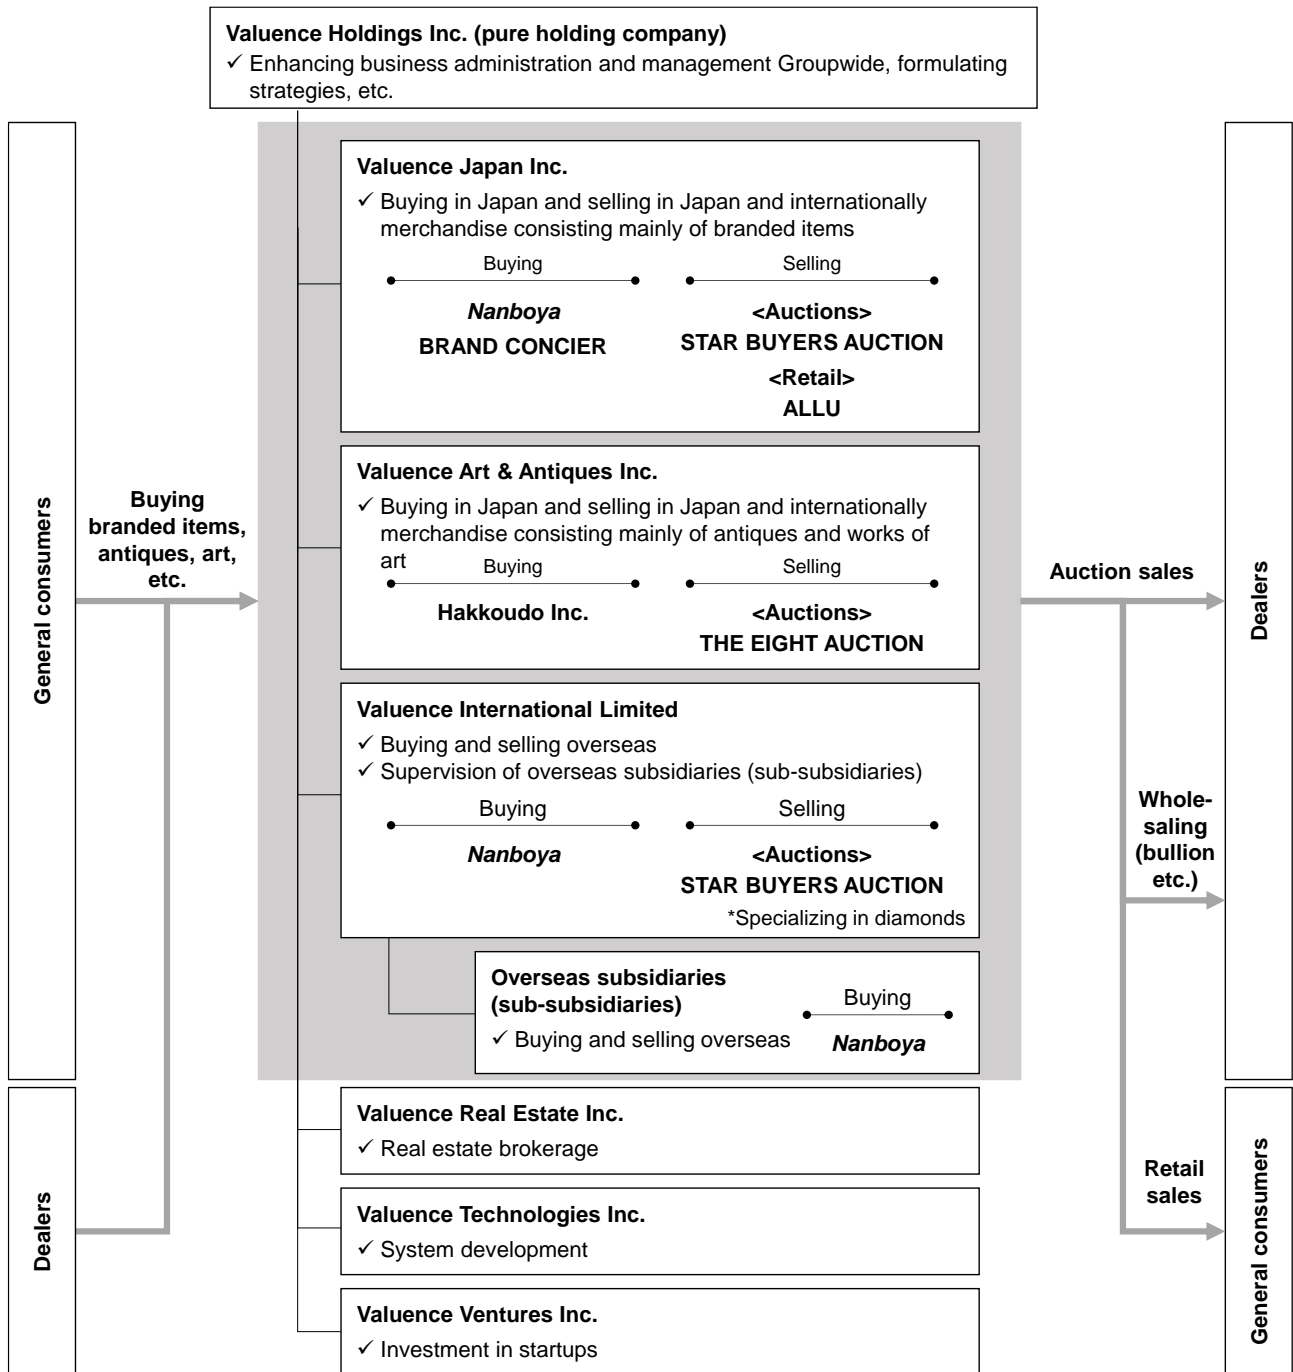 Valuence Holdings Inc. (pure holding company)
✓ Enhancing business administration and management Groupwide, formulating
strategies, etc.
General consumers
Dealers
Buying
branded items,
antiques, art,
etc.
Valuence Japan Inc.
✓ Buying in Japan and selling in Japan and internationally
merchandise consisting mainly of branded items
Buying
Nanboya
BRAND CONCIER
Selling
<Auctions>
STAR BUYERS AUCTION
<Retail>
ALLU
Valuence Art & Antiques Inc.
✓ Buying in Japan and selling in Japan and internationally
merchandise consisting mainly of antiques and works of
art
Buying
Hakkoudo Inc.
Selling
<Auctions>
THE EIGHT AUCTION
Valuence International Limited
✓ Buying and selling overseas
✓ Supervision of overseas subsidiaries (sub-subsidiaries)
Buying
Nanboya
Selling
<Auctions>
STAR BUYERS AUCTION
*Specializing in diamonds
Overseas subsidiaries
(sub-subsidiaries)
✓ Buying and selling overseas
Buying
Nanboya
Valuence Real Estate Inc.
✓ Real estate brokerage
Valuence Technologies Inc.
✓ System development
Valuence Ventures Inc.
✓ Investment in startups
Auction sales
Whole-
saling
(bullion
etc.)
Retail
sales
Dealers
General consumers